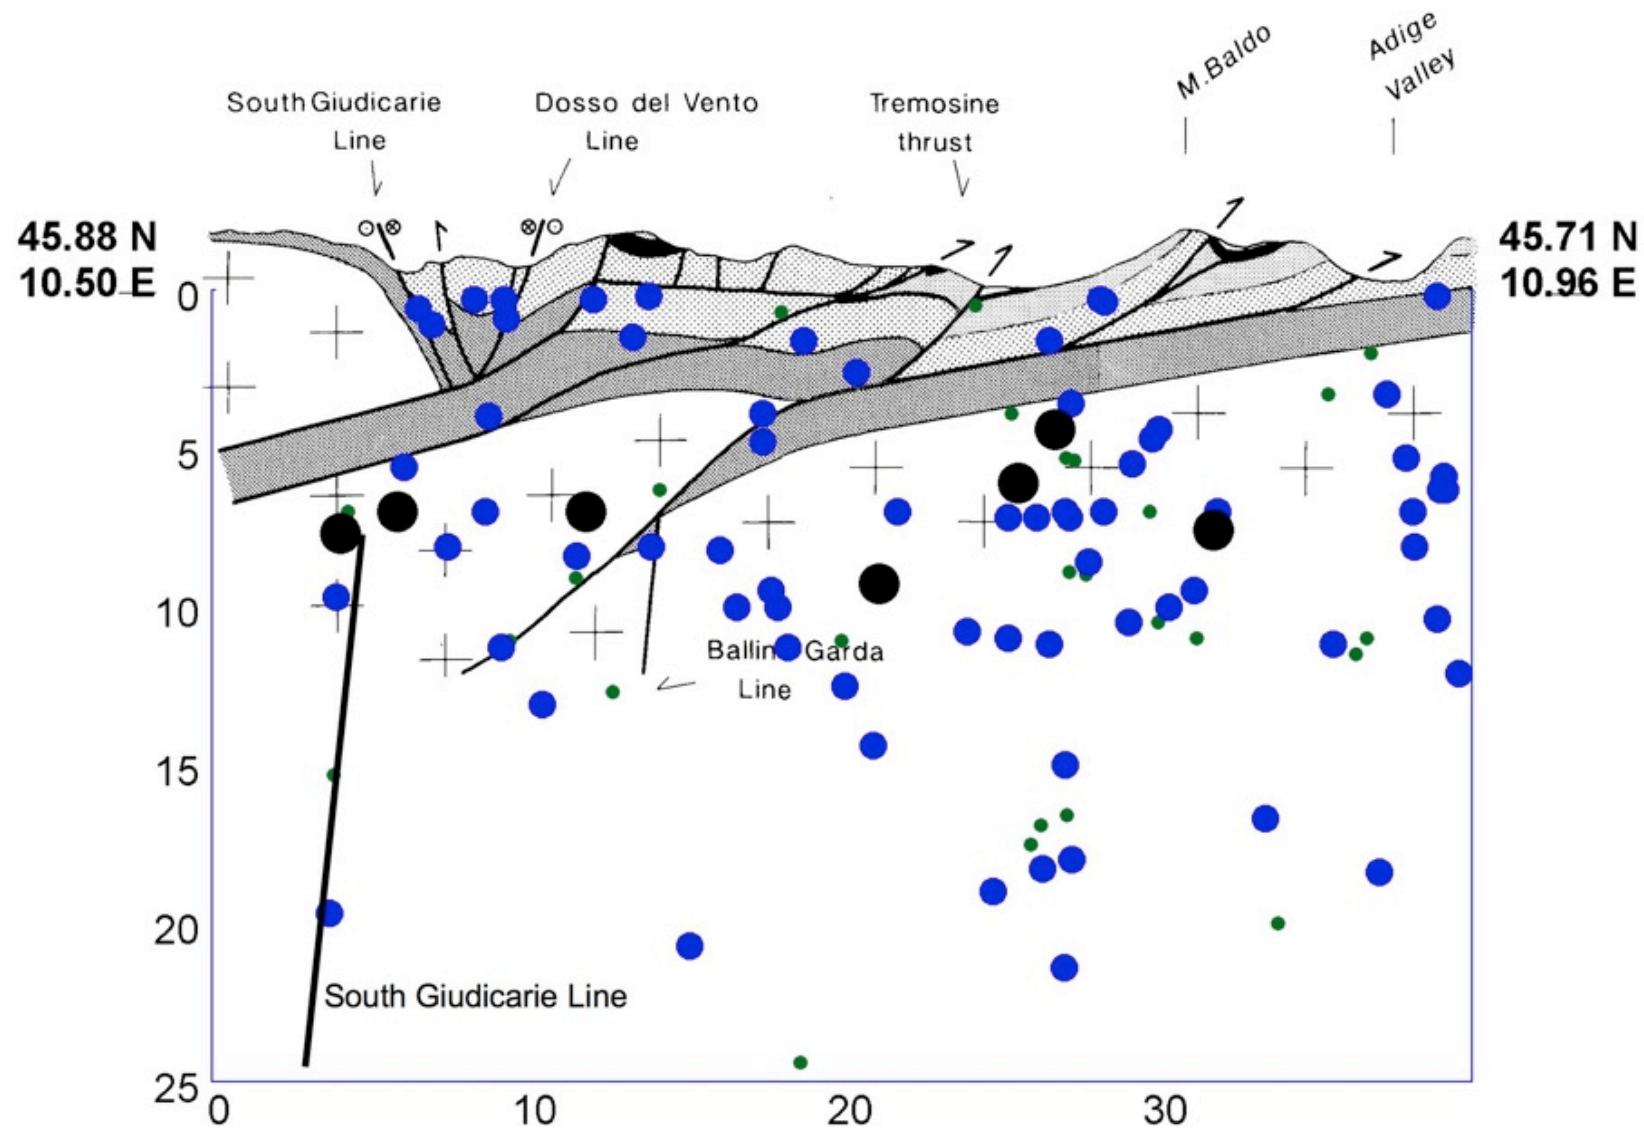 M.Baldo
Adige
Valley
South Giudicarie
Line
Dosso del Vento
Line
Tremosine
thrust
45.88 N
10.50 E
45.71 N
10.96 E
0
5
10
15
20
25
Ballin Garda
Line
South Giudicarie Line
0
10
20
30